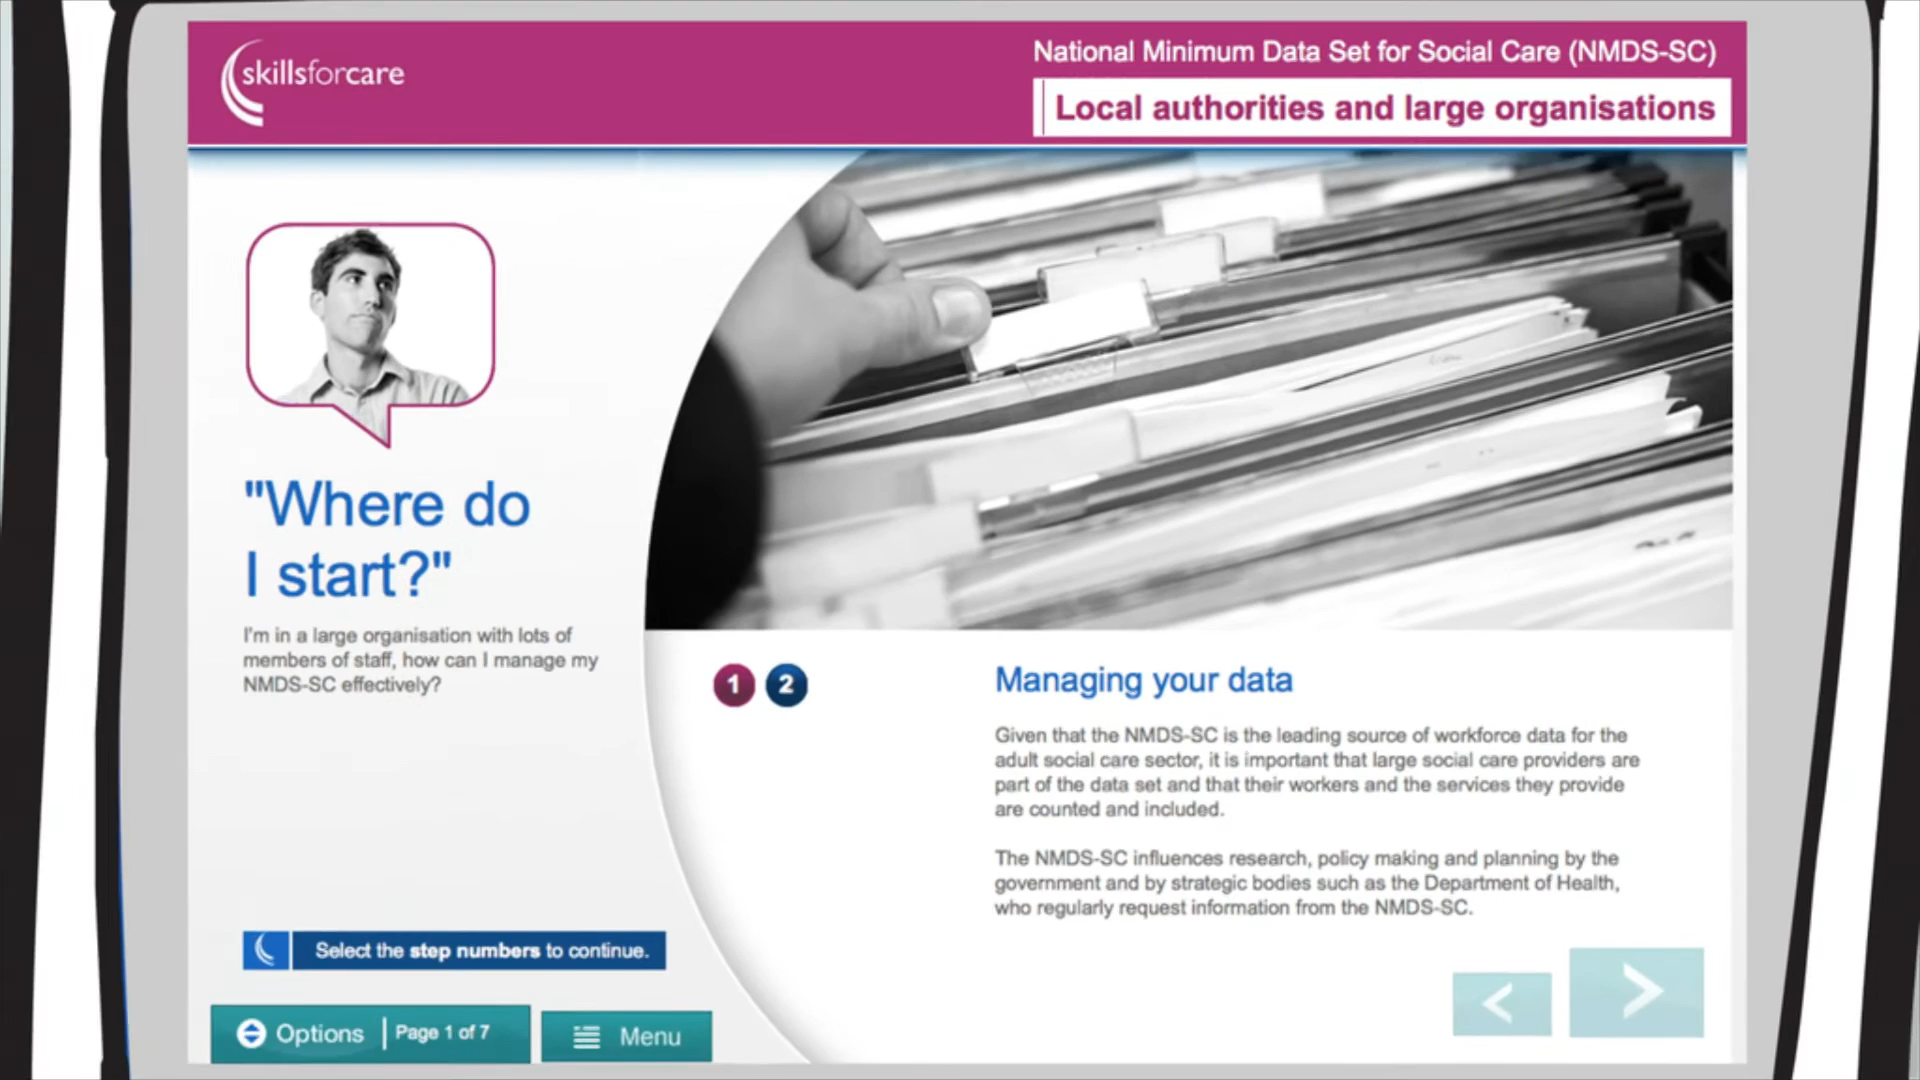 skillsforcare
National Minimum Data Set for Social Care (NMDS-SC)
Local authorities and large organisations
"Where do
I start?"
I'm in a large organisation with lots of
members of staff, how can I manage my
NMDS-SC effectively?
1 2
Managing your data
Given that the NMDS-SC is the leading source of workforce data for the
adult social care sector, it is important that large social care providers are
part of the data set and that their workers and the services they provide
are counted and included.
The NMDS-SC influences research, policy making and planning by the
government and by strategic bodies such as the Department of Health,
who regularly request information from the NMDS-SC.
Select the step numbers to continue.
Options | Page 1 of 7
Menu